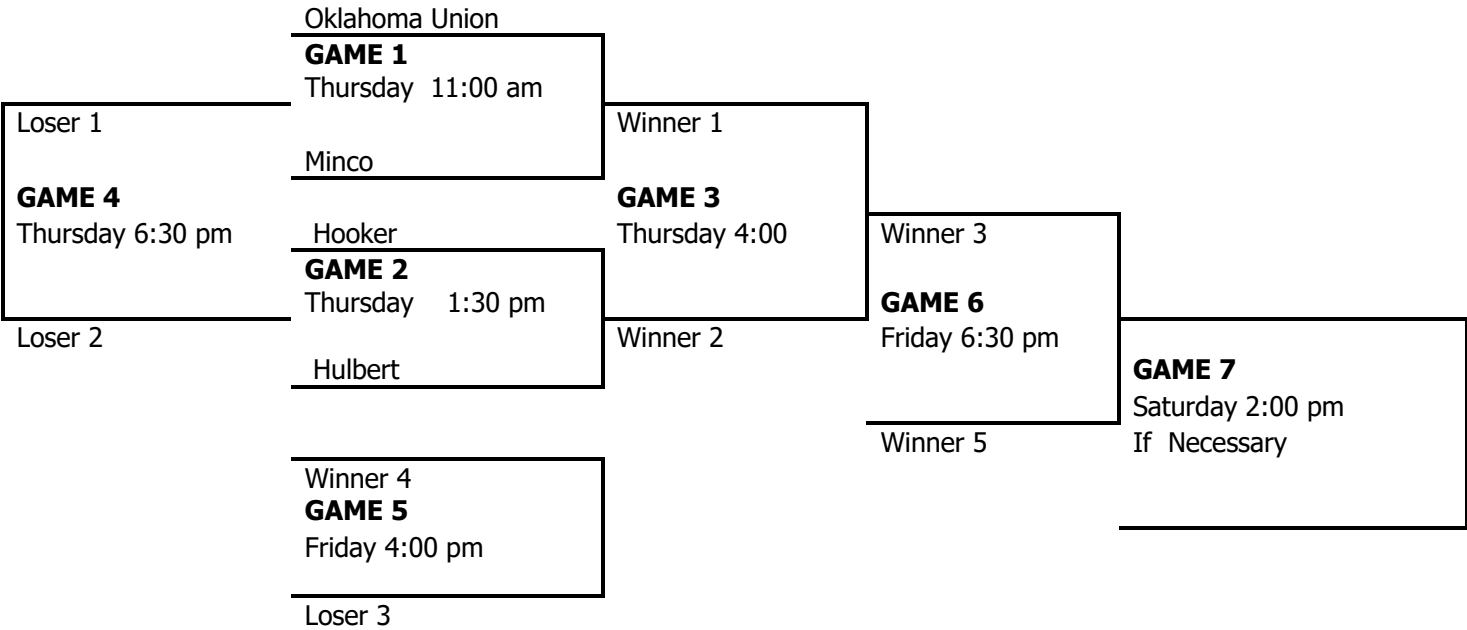 Oklahoma Union
GAME 1
Thursday 11:00 am
Loser 1
Winner 1
Minco
GAME 4
GAME 3
Thursday 6:30 pm
Hooker
Thursday 4:00
Winner 3
GAME 2
Thursday 1:30 pm
GAME 6
Loser 2
Winner 2
Friday 6:30 pm
Hulbert
GAME 7
Saturday 2:00 pm
Winner 5
If Necessary
Winner 4
GAME 5
Friday 4:00 pm
Loser 3